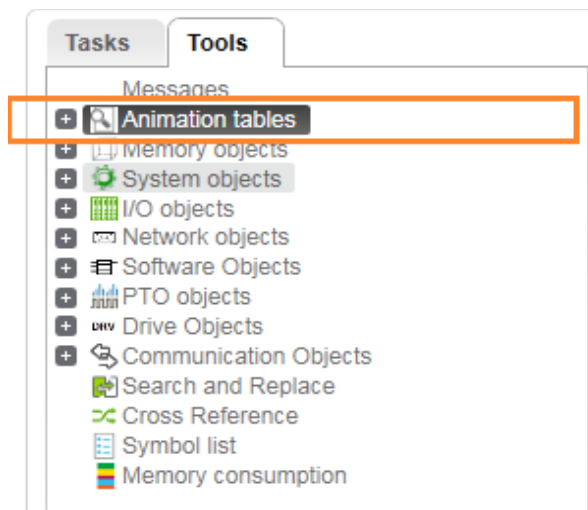 Tasks Tools
Messages
Animation tables
Memory objects
System objects
I/O objects
Network objects
Software Objects
PTO objects
DRV Drive Objects
Communication Objects
Search and Replace
Cross Reference
Symbol list
Memory consumption